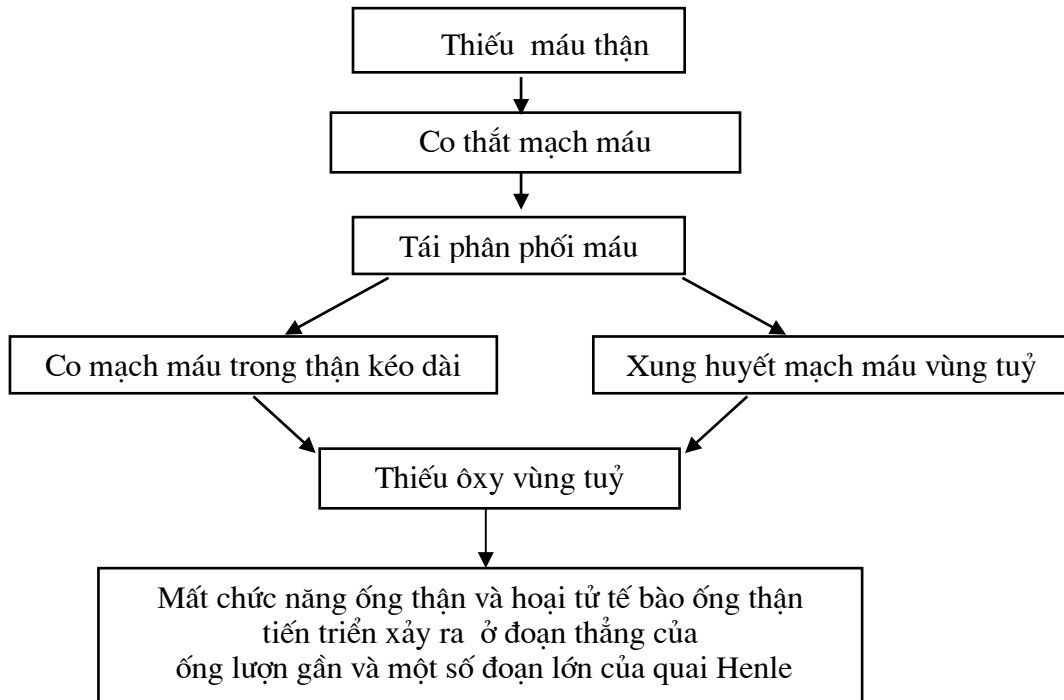 Thiếu máu thận
Co thắt mạch máu
Tái phân phối máu
Co mạch máu trong thận kéo dài
Xung huyết mạch máu vùng tuỷ
Thiếu ôxy vùng tuỷ
Mất chức năng ống thận và hoại tử tế bào ống thận
tiến triển xảy ra ở đoạn thẳng của
ống lượn gần và một số đoạn lớn của quai Henle